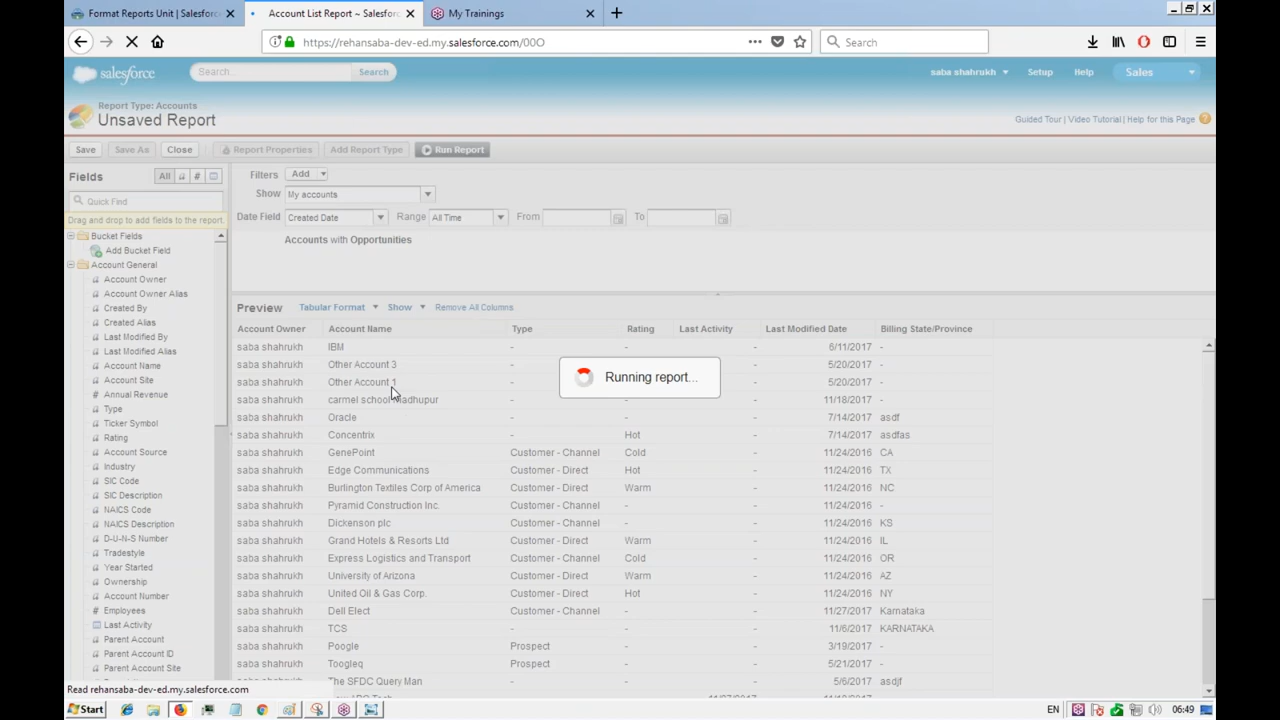 Format Reports Unit | Salesforc
Account List Report ~ Salesforc
My Trainings
https://rehansaba-dev-ed.my.salesforce.com/00O
Search
salesforce
Search...
Search
saba shahrukh
Setup
Help
Sales
Report Type: Accounts
Unsaved Report
Guided Tour | Video Tutorial | Help for this Page
Save
Save As
Close
Report Properties
Add Report Type
Run Report
Fields
All
#
Quick Find
Drag and drop to add fields to the report.
Bucket Fields
Add Bucket Field
Account General
Account Owner
Account Owner Alias
Created By
Created Alias
Last Modified By
Last Modified Alias
Account Name
Account Site
# Annual Revenue
Type
Ticker Symbol
Rating
Account Source
Industry
SIC Code
SIC Description
NAICS Code
NAICS Description
D-U-N-S Number
Tradestyle
Year Started
Ownership
Account Number
# Employees
Last Activity
Parent Account
Parent Account ID
Parent Account Site
Filters Add
Show My accounts
Date Field Created Date Range All Time From To
Accounts with Opportunities
Preview Tabular Format Show Remove All Columns
Account Owner Account Name Type Rating Last Activity Last Modified Date Billing State/Province
saba shahrukh IBM - - - 6/11/2017 -
saba shahrukh Other Account 3 - - 5/20/2017 -
saba shahrukh Other Account 1 - - 5/20/2017 -
saba shahrukh carmel school Madhupur - - - 11/18/2017 -
saba shahrukh Oracle - - - 7/14/2017 asdf
saba shahrukh Concentrix - Hot - 7/14/2017 asdfas
saba shahrukh GenePoint Customer - Channel Cold - 11/24/2016 CA
saba shahrukh Edge Communications Customer - Direct Hot - 11/24/2016 TX
saba shahrukh Burlington Textiles Corp of America Customer - Direct Warm - 11/24/2016 NC
saba shahrukh Pyramid Construction Inc. Customer - Channel - - 11/24/2016 -
saba shahrukh Dickenson plc Customer - Channel - - 11/24/2016 KS
saba shahrukh Grand Hotels & Resorts Ltd Customer - Direct Warm - 11/24/2016 IL
saba shahrukh Express Logistics and Transport Customer - Channel Cold - 11/24/2016 OR
saba shahrukh University of Arizona Customer - Direct Warm - 11/24/2016 AZ
saba shahrukh United Oil & Gas Corp. Customer - Direct Hot - 11/24/2016 NY
saba shahrukh Dell Elect Customer - Channel - - 11/27/2017 Karnataka
saba shahrukh TCS - - - 11/6/2017 KARNATAKA
saba shahrukh Poogle Prospect - - 3/19/2017 -
saba shahrukh Toogleq Prospect - - 5/21/2017 -
saba shahrukh The SFDC Query Man - - - 5/6/2017 asdjf
Running report...
Read rehansaba-dev-ed.my.salesforce.com
Start
EN
06:49